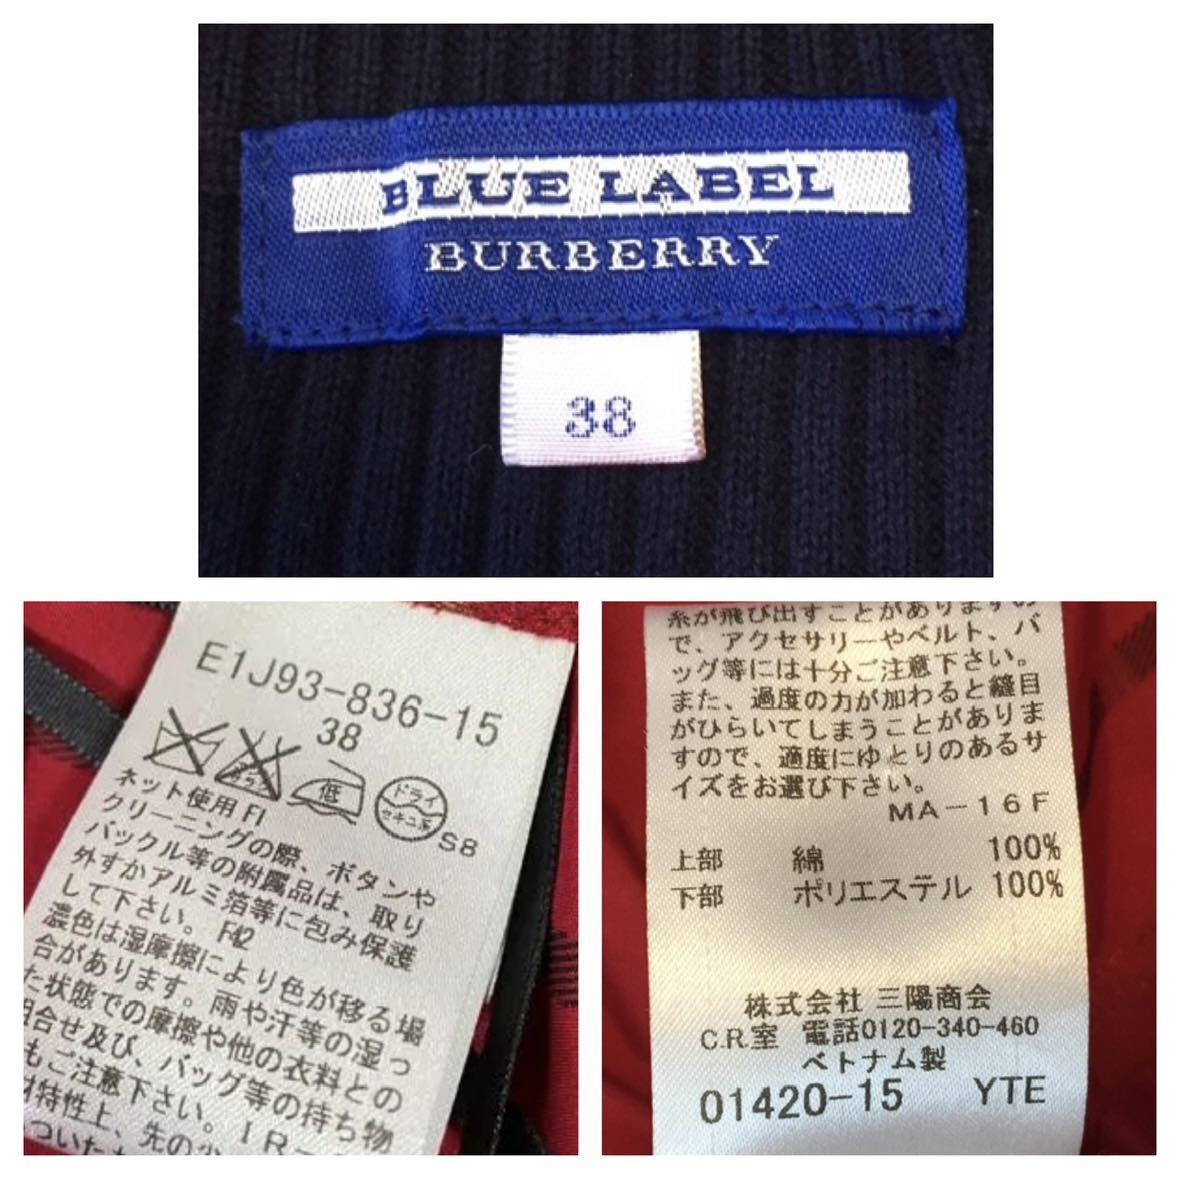 BLUE LABEL
BURBERRY
38
E1J93-836-15
38
低
ドライ
セキユ系
S8
ネット使用 FI
クリーニングの際、ボタンや
バックル等の附属品は、取り
外すかアルミ箔等に包み保護
して下さい。 F42
濃色は湿摩擦により色が移る場
合があります。雨や汗等の湿っ
た状態での摩擦や他の衣料との
組合せ及び、バッグ等の持ち物
もご注意下さい。 IR-
特性上、先の少
糸が飛び出すことがありますの
で、アクセサリーやベルト、バ
ッグ等には十分ご注意下さい。
また、過度の力が加わると縫目
がひらいてしまうことがありま
すので、適度にゆとりのあるサ
イズをお選び下さい。
MA-16F
上部 綿 100%
下部 ポリエステル 100%
株式会社 三陽商会
C.R.室 電話0120-340-460
ベトナム製
01420-15 YTE